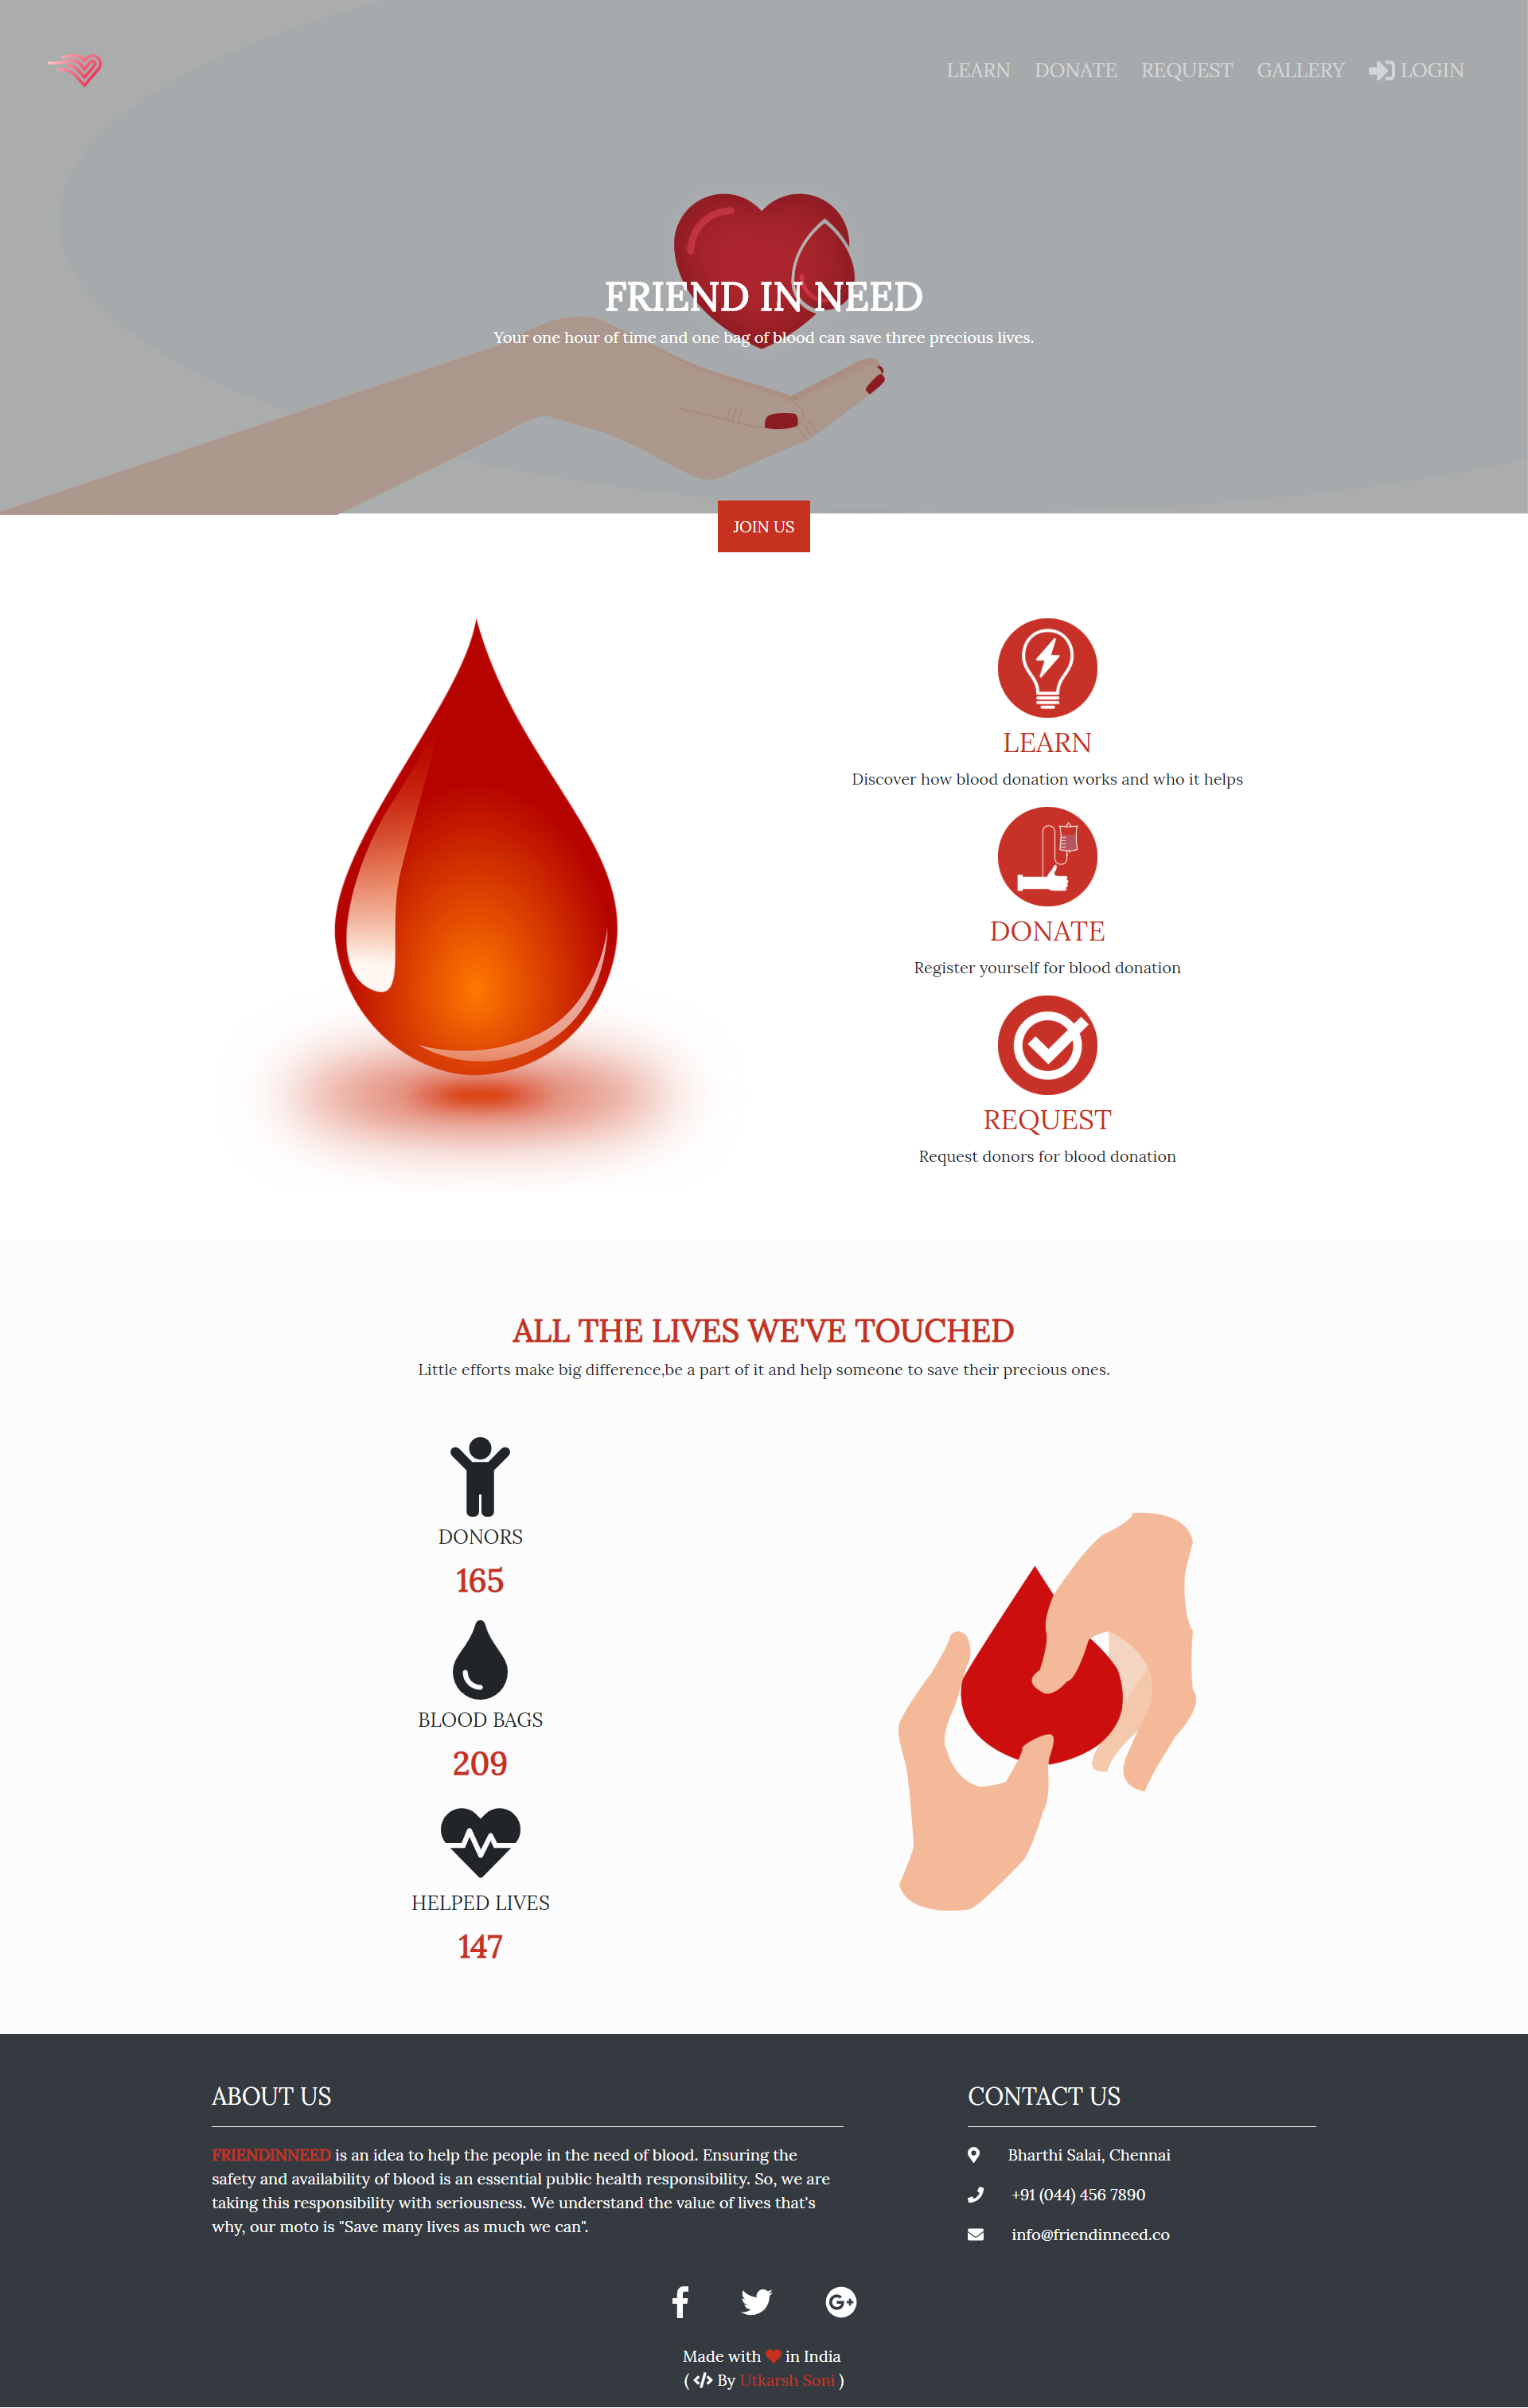 LEARN DONATE REQUEST GALLERY LOGIN
FRIEND IN NEED
Your one hour of time and one bag of blood can save three precious lives.
JOIN US
LEARN
Discover how blood donation works and who it helps
DONATE
Register yourself for blood donation
REQUEST
Request donors for blood donation
ALL THE LIVES WE'VE TOUCHED
Little efforts make big difference,be a part of it and help someone to save their precious ones.
DONORS
165
BLOOD BAGS
209
HELPED LIVES
147
ABOUT US
FRIENDINNEED is an idea to help the people in the need of blood. Ensuring the
safety and availability of blood is an essential public health responsibility. So, we are
taking this responsibility with seriousness. We understand the value of lives that's
why, our moto is "Save many lives as much we can".
CONTACT US
Bharthi Salai, Chennai
+91 (044) 456 7890
info@friendinneed.co
Made with in India
( By Utkarsh Soni )